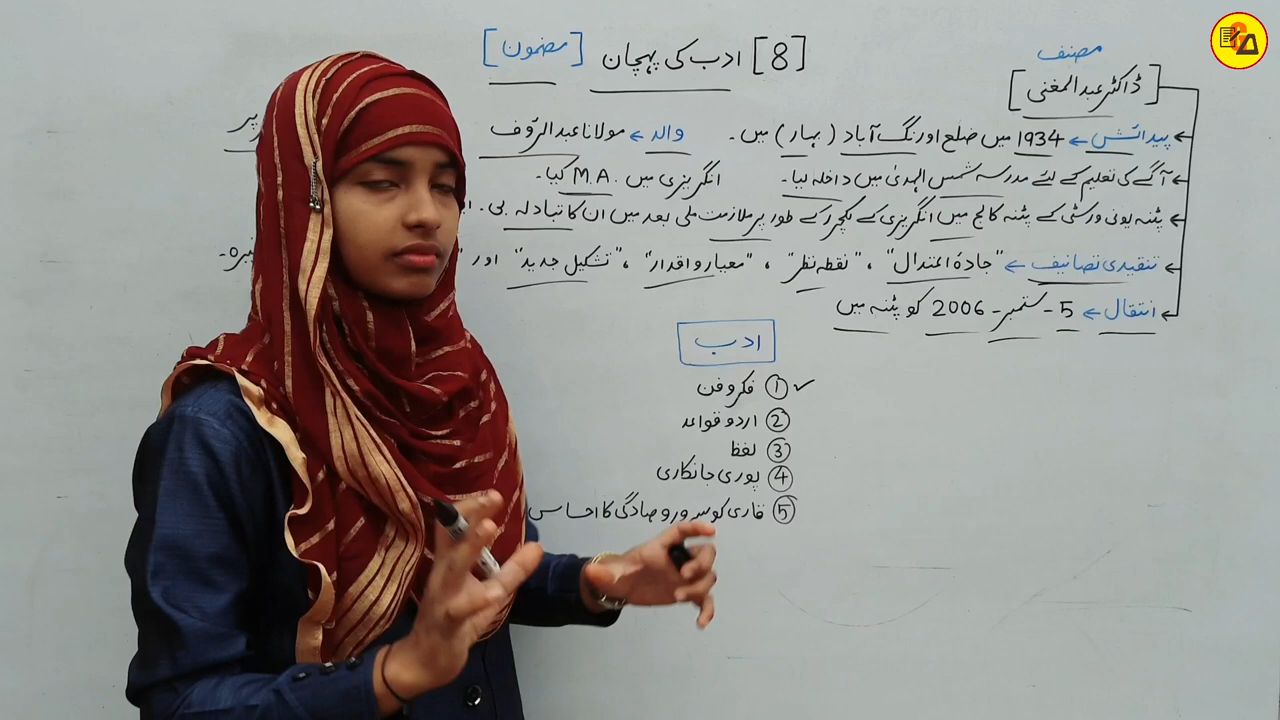 [8] ادب کی پہچان [مضمون]
مصنف
[ڈاکٹر عبدالمغنی]
پیدائش ← 1934 میں ضلع اورنگ آباد (بہار) میں۔ والد ← مولانا عبدالرؤف
آگے کی تعلیم کے لئے مدرسہ شمس الہدیٰ میں داخلہ لیا۔ انگریزی میں M.A. کیا۔
پٹنہ یونی ورسٹی کے پٹنہ کالج میں انگریزی کے لکچرر کے طور پر ملازمت ملی بعد میں ان کا تبادلہ بی۔
تنقیدی تصانیف ← "جادۂ اعتدال"، "نقطہ نظر"، "معیار و اقدار"، "تشکیل جدید" اور
انتقال ← 5 - ستمبر - 2006 کو پٹنہ میں
ادب
① فکر و فن ✓
② اردو قواعد
③ لفظ
④ پوری جانکاری
⑤ قاری کو سرور و صادگی کا احساس